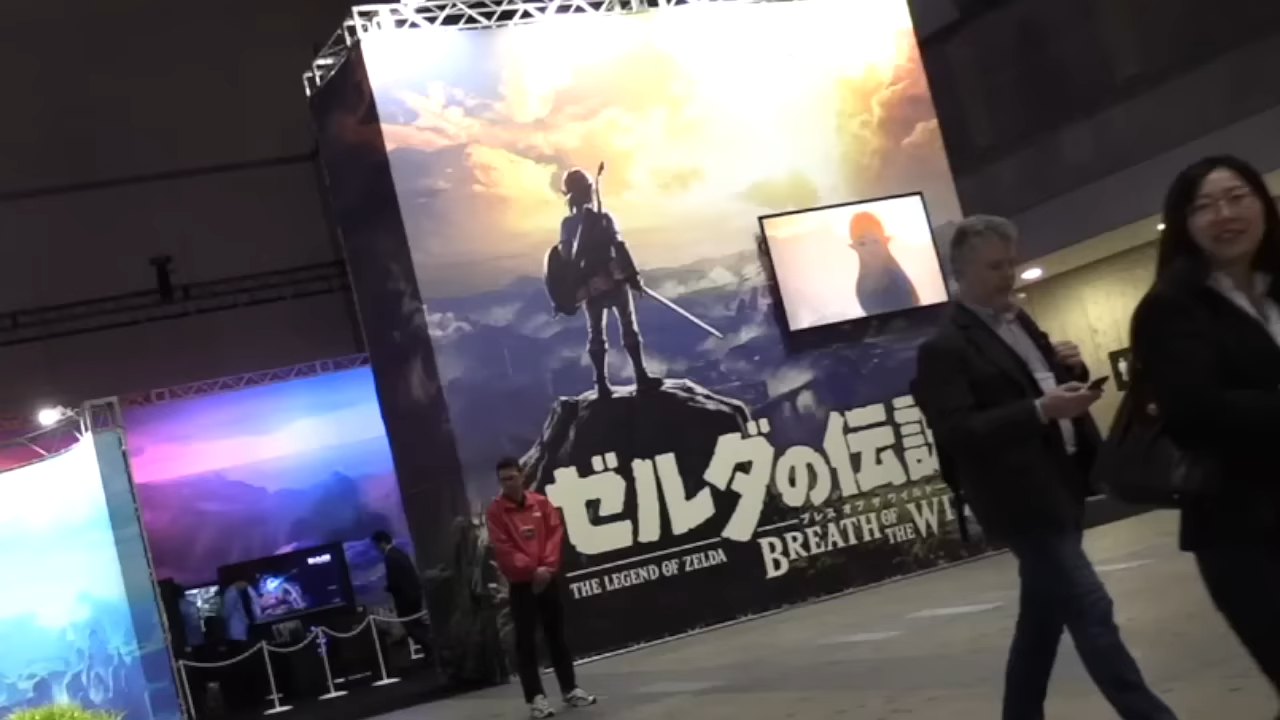 ゼルダの伝説
ブレス オブ ザ ワイルド
THE LEGEND OF ZELDA
BREATH OF THE WI